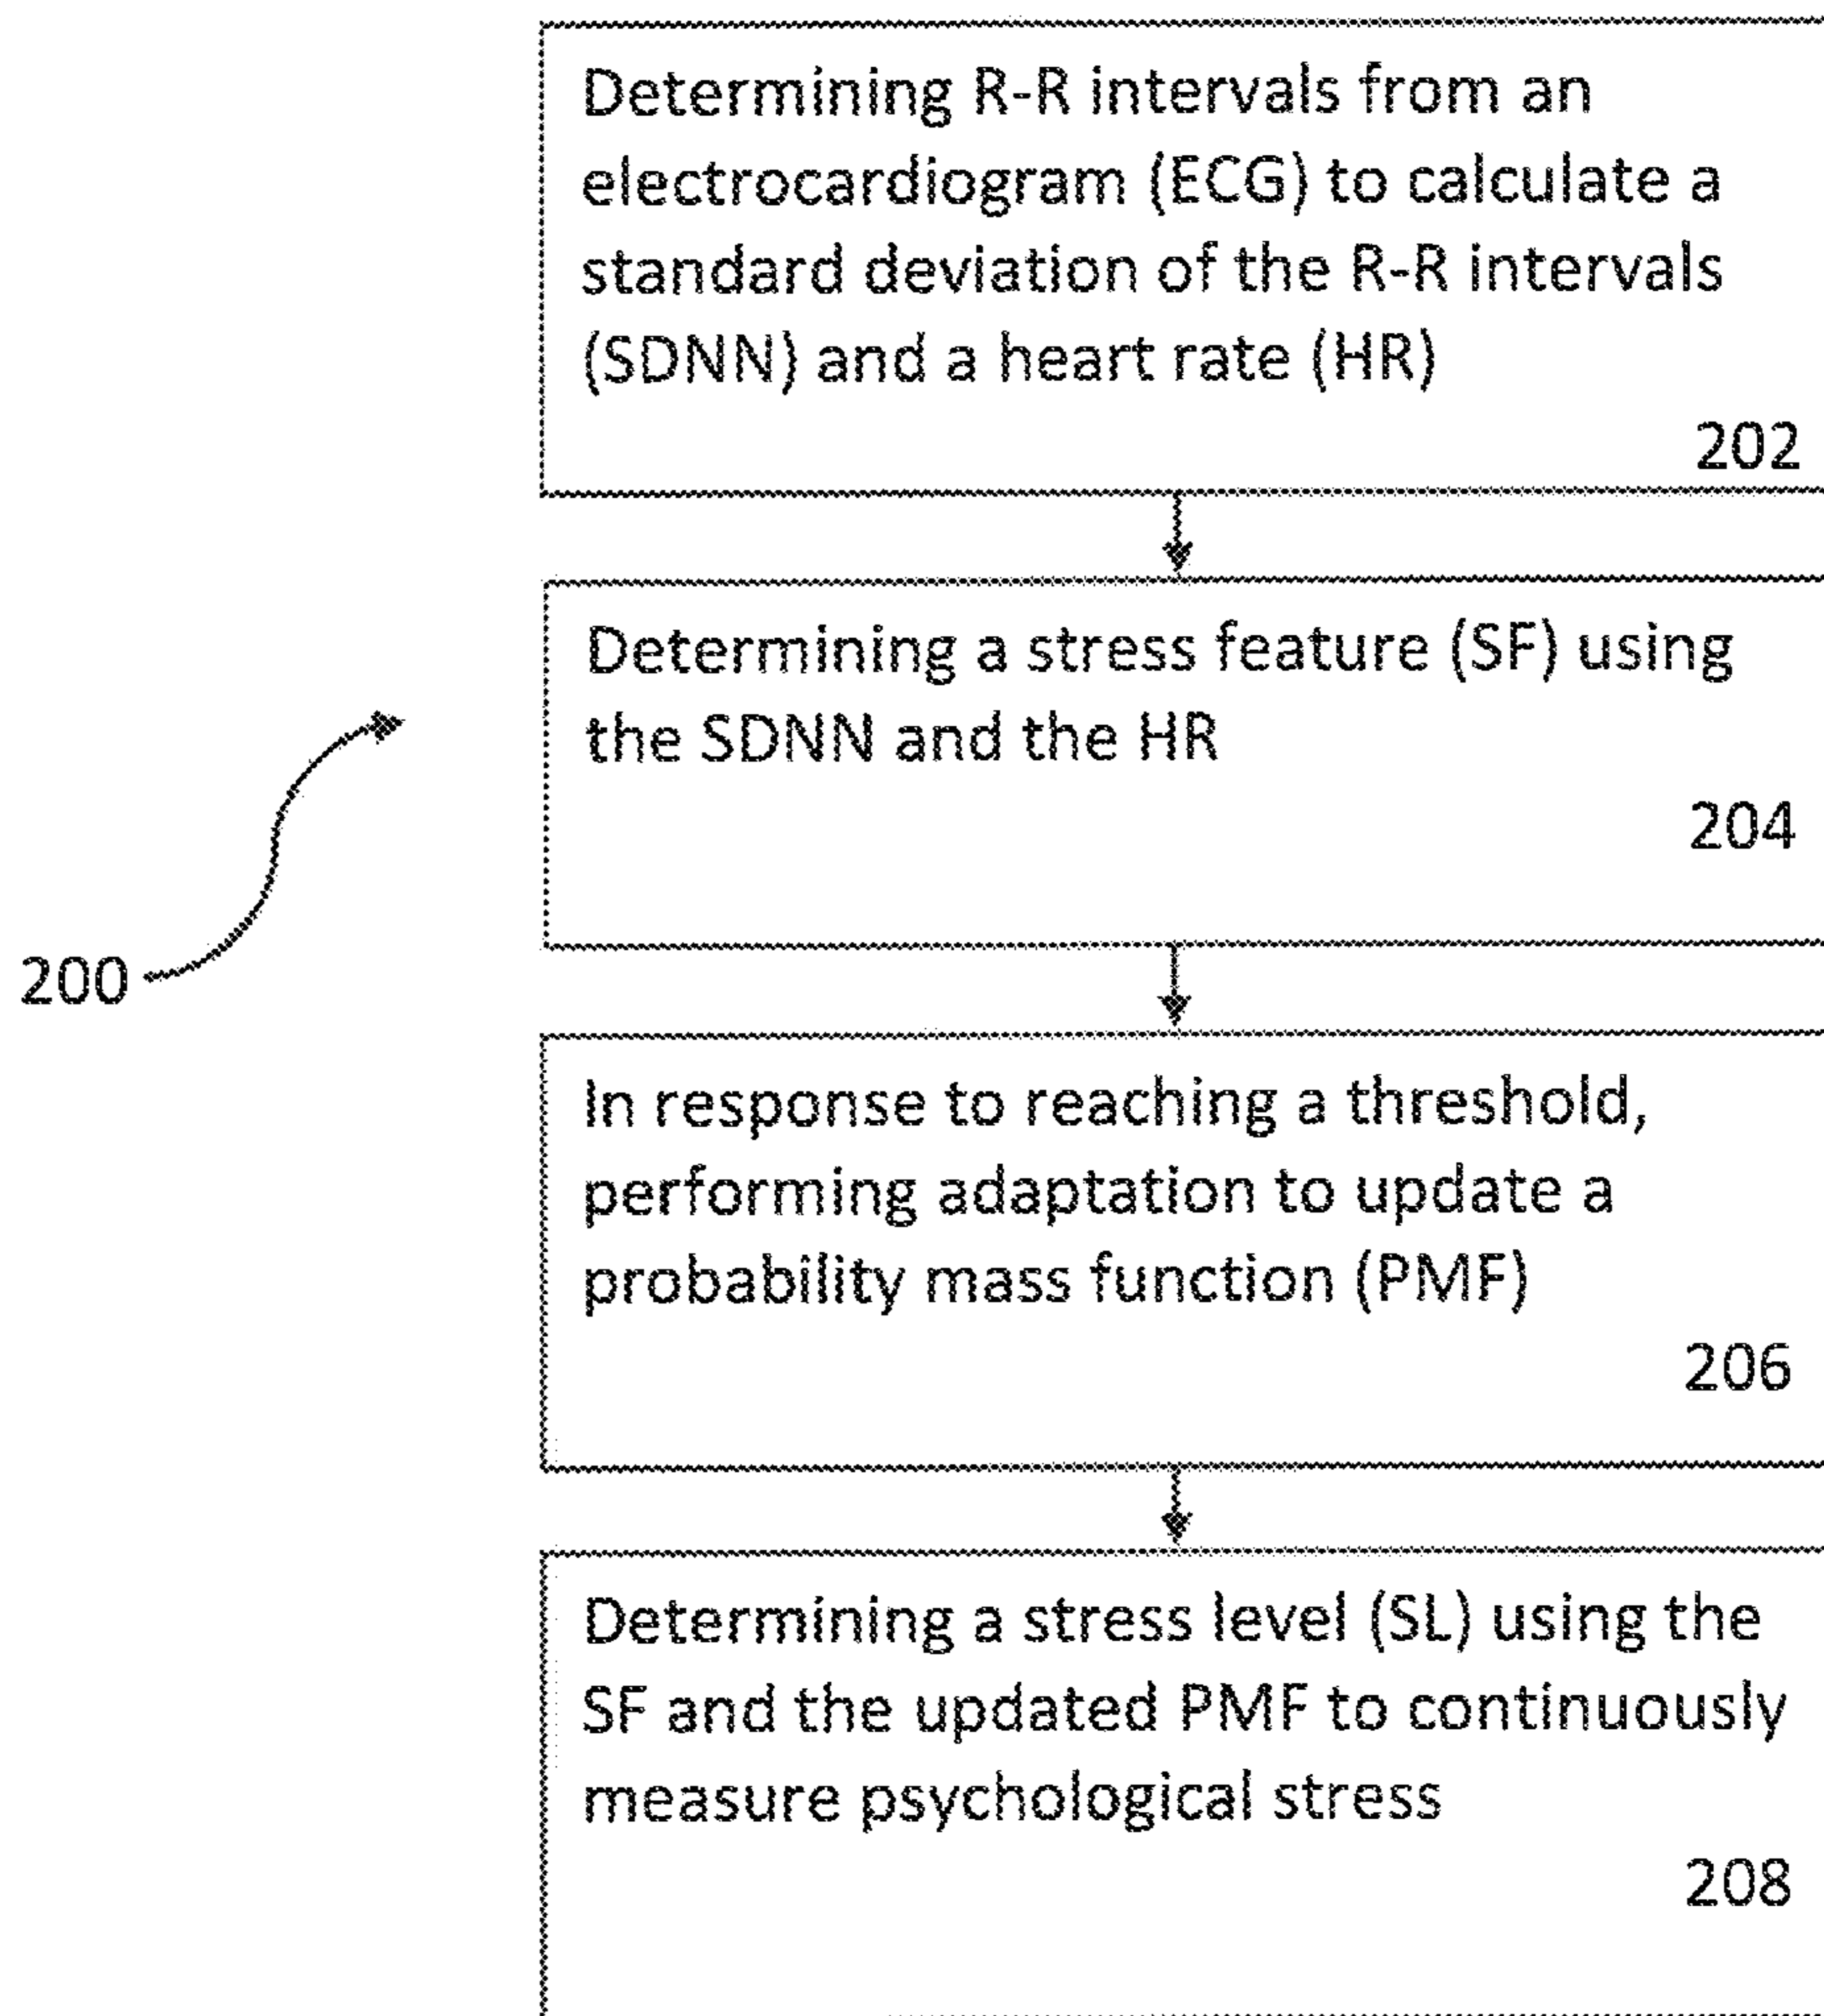 Determining R-R intervals from an
electrocardiogram (ECG) to calculate a
standard deviation of the R-R intervals
(SDNN) and a heart rate (HR)
202
Determining a stress feature (SF) using
the SDNN and the HR
204
200
In response to reaching a threshold,
performing adaptation to update a
probability mass function (PMF)
206
Determining a stress level (SL) using the
SF and the updated PMF to continuously
measure psychological stress
208